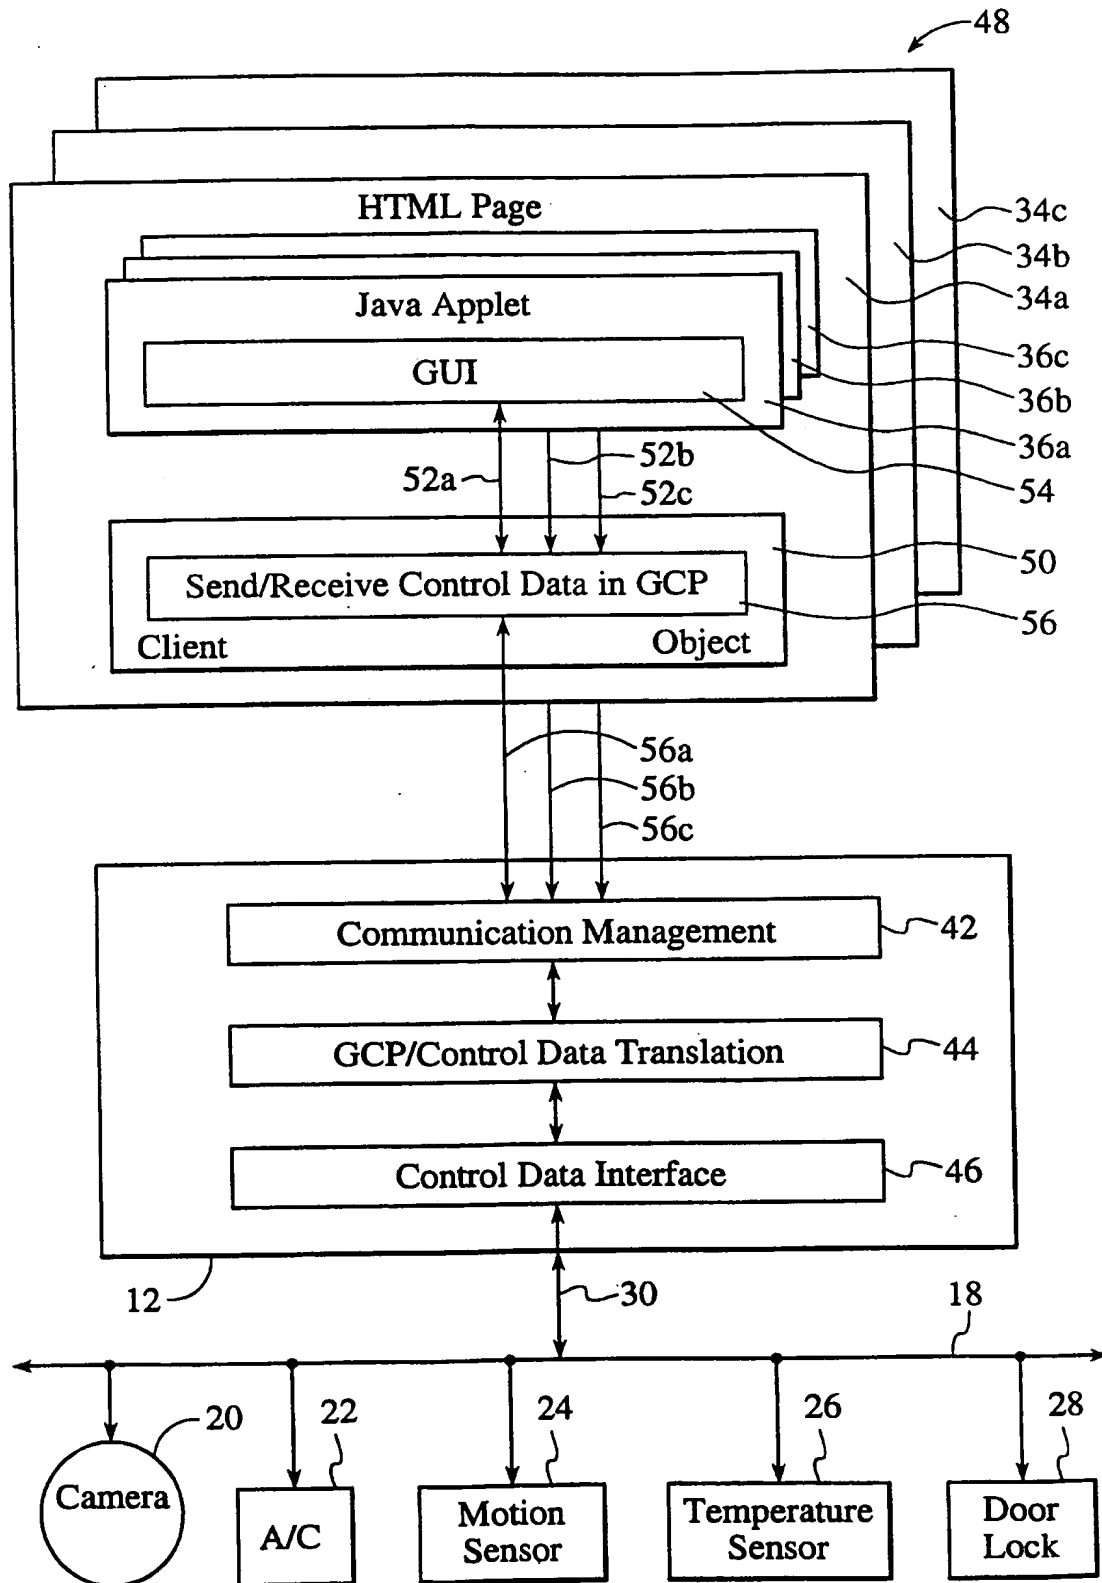 48
HTML Page
34c
34b
34a
Java Applet
36c
GUI
36b
36a
52b
52a
52c
54
50
Send/Receive Control Data in GCP
56
Client Object
56a
56b
56c
Communication Management
42
GCP/Control Data Translation
44
Control Data Interface
46
12
30
18
20
22
24
26
28
Camera
A/C
Motion
Sensor
Temperature
Sensor
Door
Lock